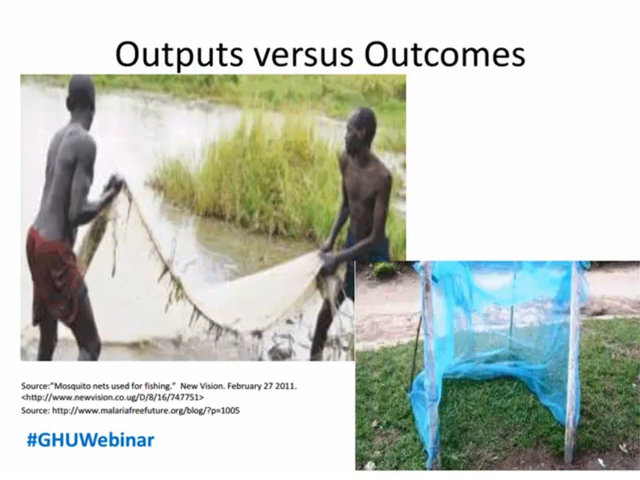 Outputs versus Outcomes
Source:"Mosquito nets used for fishing." New Vision. February 27 2011.
<http://www.newvision.co.ug/D/8/16/747751>
Source: http://www.malariafreefuture.org/blog/?p=1005
#GHUWebinar